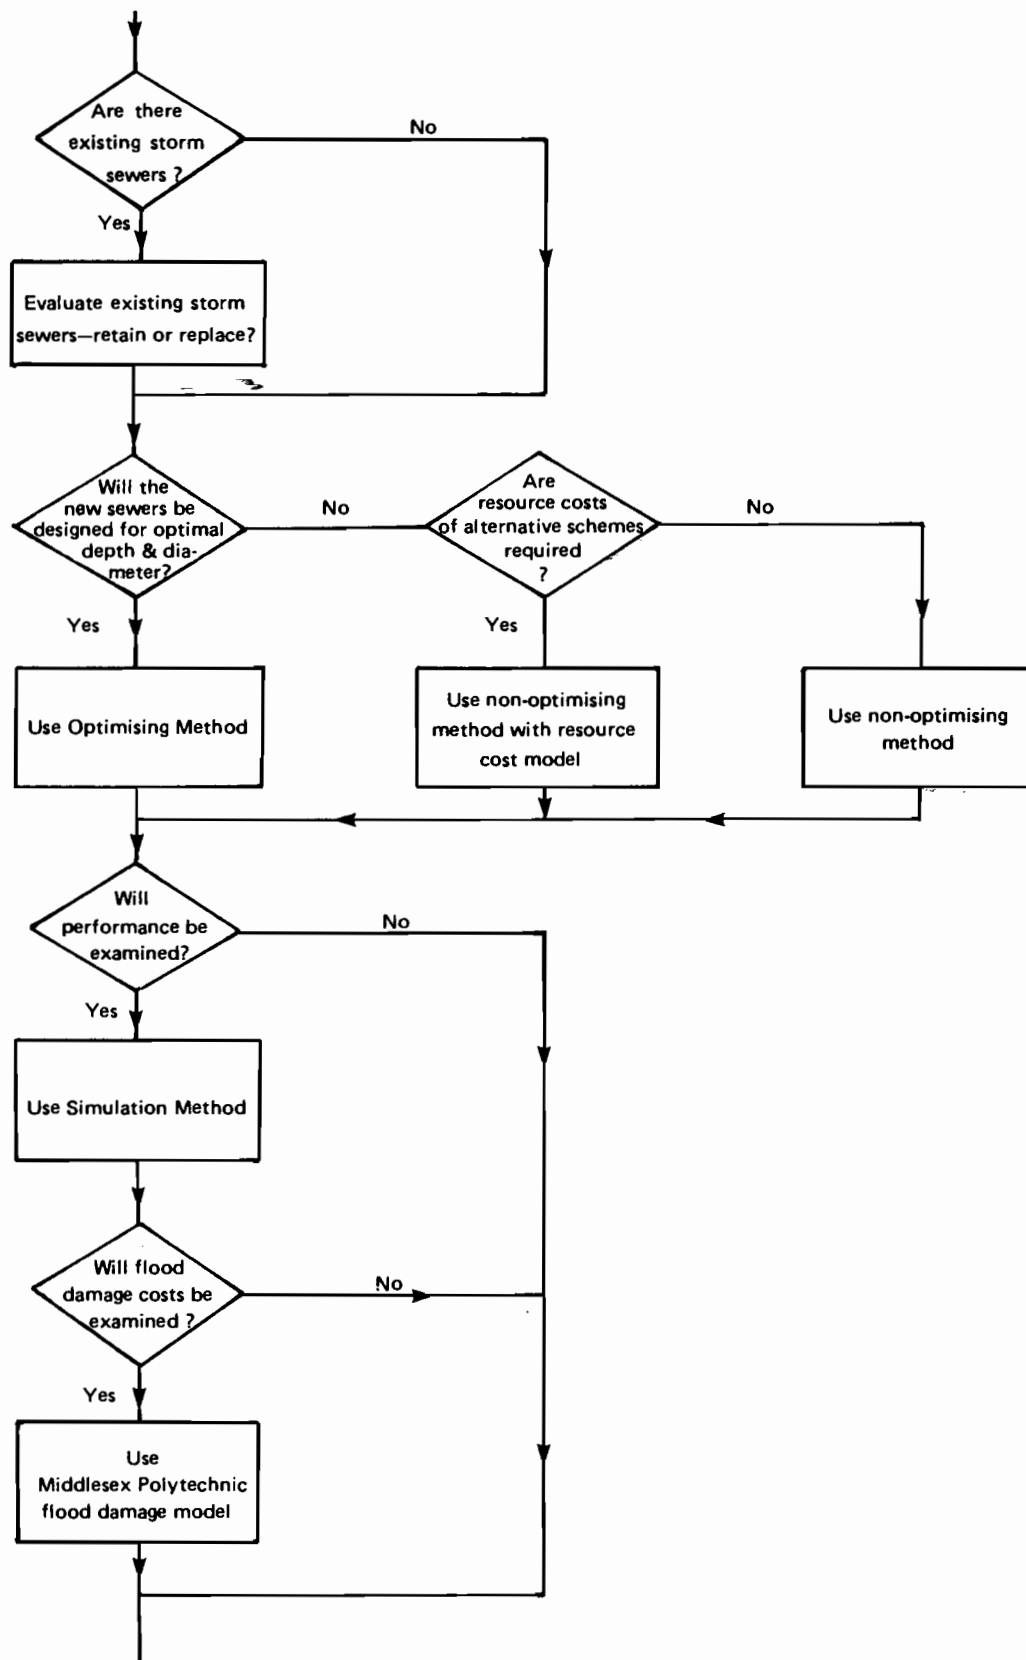 Are there
existing storm
sewers ?
No
Yes
Evaluate existing storm
sewers—retain or replace?
Will the
new sewers be
designed for optimal
depth & dia-
meter?
No
Are
resource costs
of alternative schemes
required
?
No
Yes
Yes
Use Optimising Method
Use non-optimising
method with resource
cost model
Use non-optimising
method
Will
performance be
examined?
No
Yes
Use Simulation Method
Will flood
damage costs be
examined ?
No
Yes
Use
Middlesex Polytechnic
flood damage model